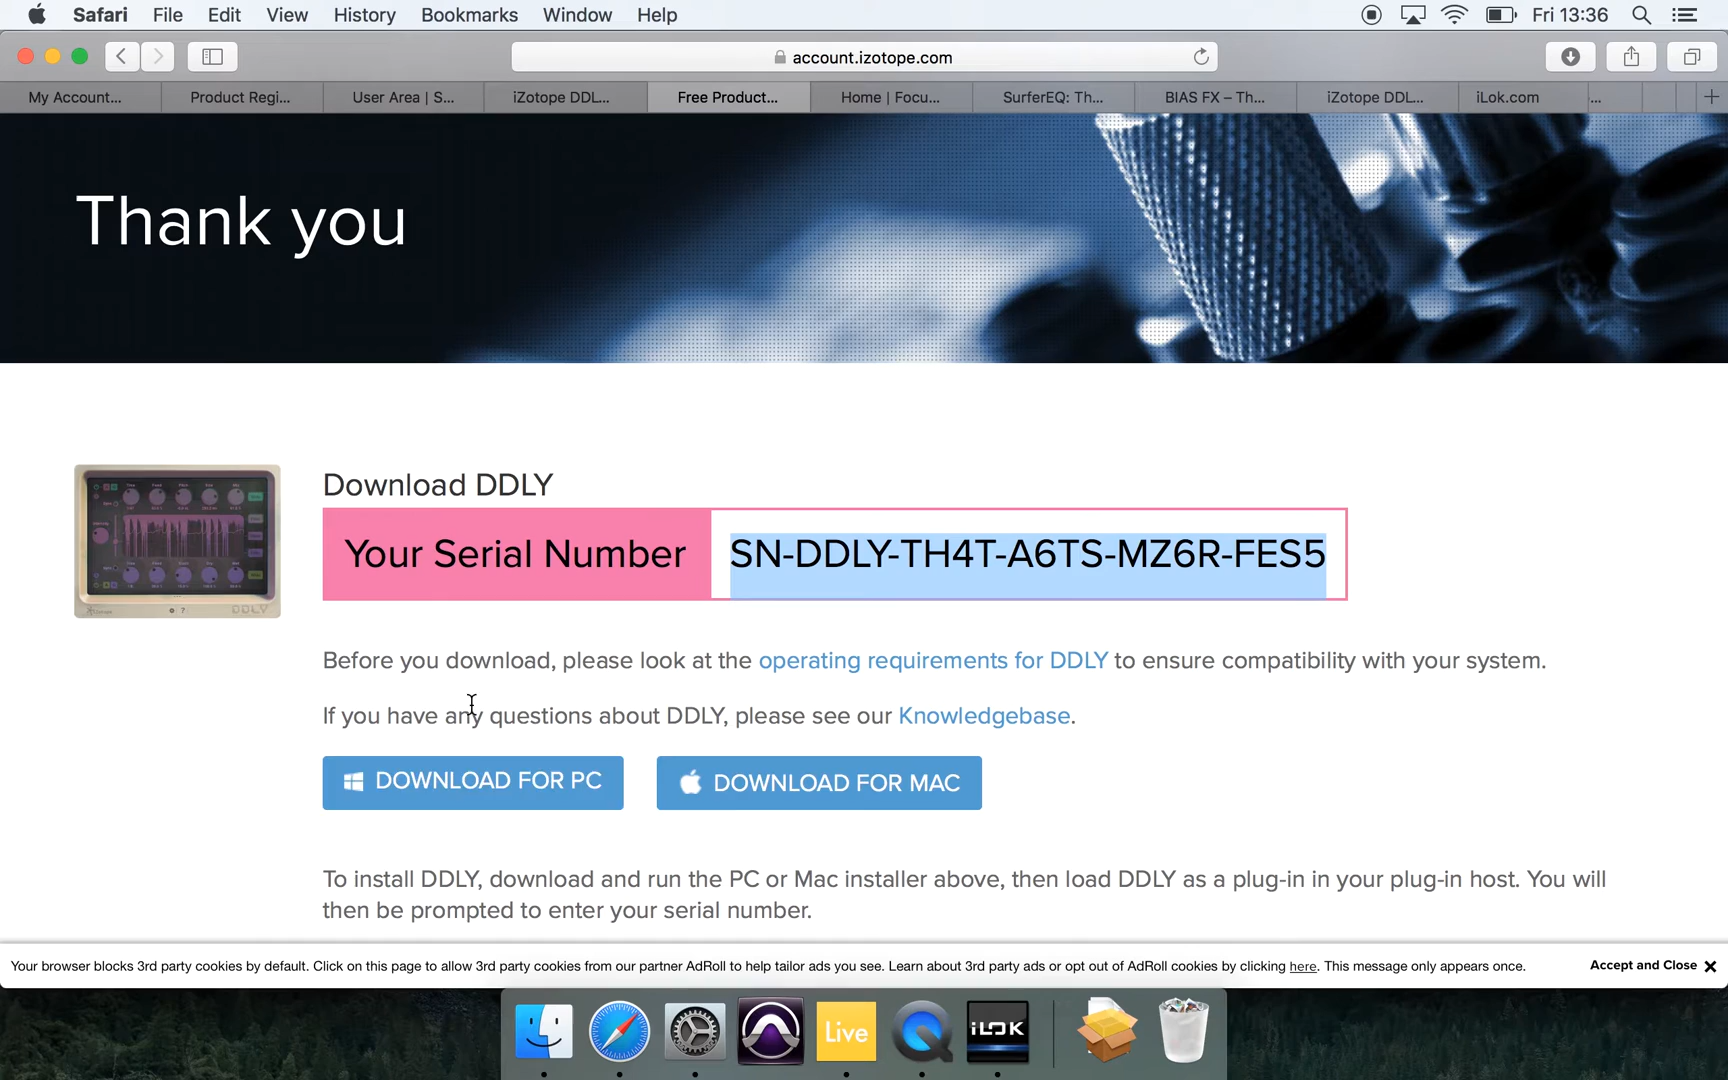 Safari File Edit View History Bookmarks Window Help Fri 13:36
account.izotope.com
My Account... Product Regi... User Area | S... iZotope DDL... Free Product... Home | Focu... SurferEQ: Th... BIAS FX – Th... iZotope DDL... iLok.com ...
Thank you
Download DDLY
Your Serial Number SN-DDLY-TH4T-A6TS-MZ6R-FES5
Before you download, please look at the operating requirements for DDLY to ensure compatibility with your system.
If you have any questions about DDLY, please see our Knowledgebase.
DOWNLOAD FOR PC DOWNLOAD FOR MAC
To install DDLY, download and run the PC or Mac installer above, then load DDLY as a plug-in in your plug-in host. You will
then be prompted to enter your serial number.
Your browser blocks 3rd party cookies by default. Click on this page to allow 3rd party cookies from our partner AdRoll to help tailor ads you see. Learn about 3rd party ads or opt out of AdRoll cookies by clicking here. This message only appears once. Accept and Close
Live iLOK